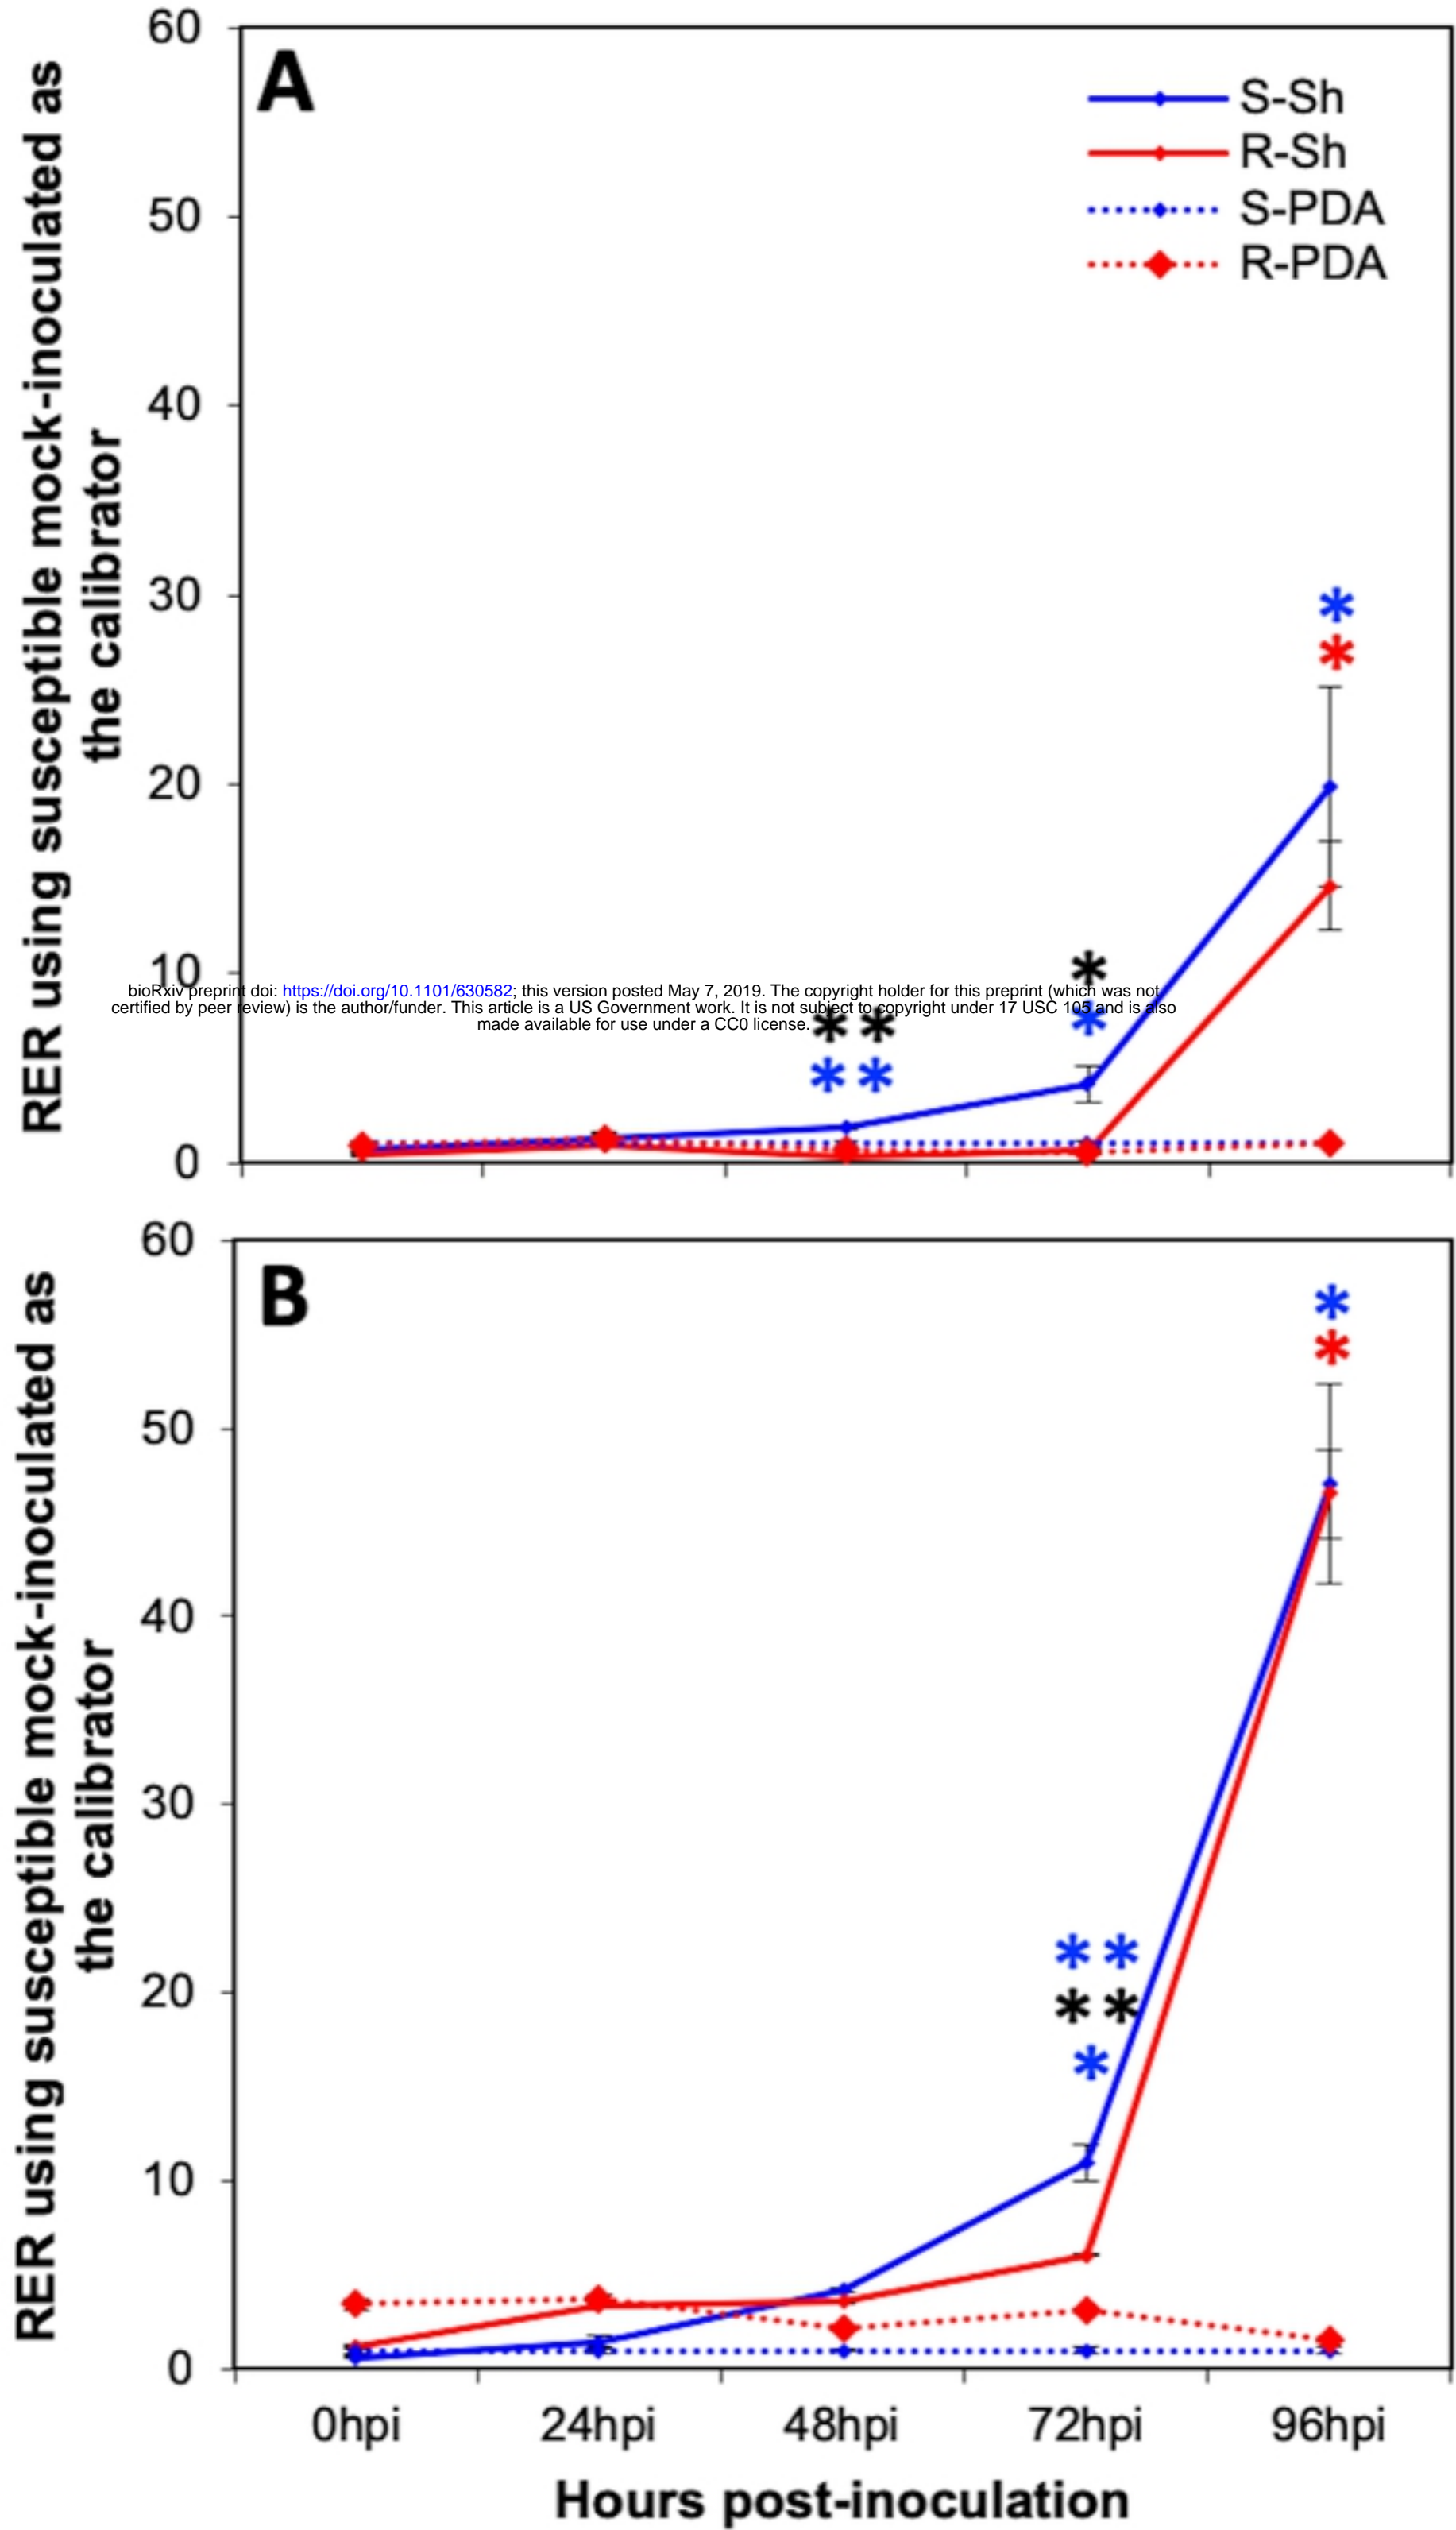 60
A
S-Sh
50
R-Sh
S-PDA
R-PDA
40
30
20
10
0
RER using susceptible mock-inoculated as
the calibrator
* 
*
*
*
* *
* *
bioRxiv preprint doi: https://doi.org/10.1101/630582; this version posted May 7, 2019. The copyright holder for this preprint (which was not
certified by peer review) is the author/funder. This article is a US Government work. It is not subject to copyright under 17 USC 105 and is also
made available for use under a CC0 license.
60
B
50
40
30
20
10
0
RER using susceptible mock-inoculated as
the calibrator
*
*
* *
* *
*
0hpi 24hpi 48hpi 72hpi 96hpi
Hours post-inoculation